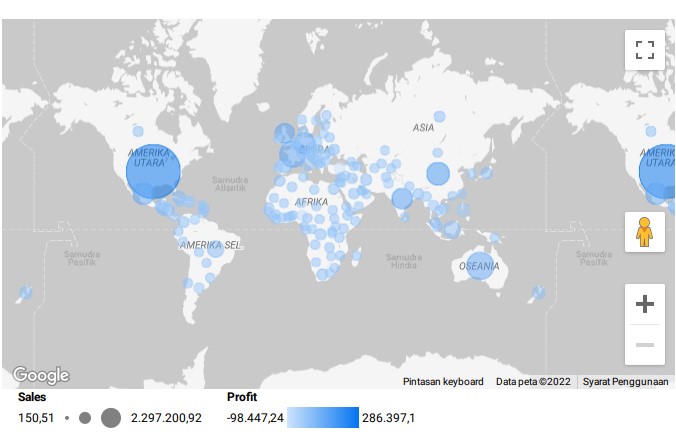 ASIA
AMERIKA
UTARA
AMERIKA
UTARA
Samudra
Atlantik
AFRIKA
AMERIKA SEL
Samudra
Pasifik
Samudra
Hindia
OSEANIA
Samudra
Pasifik
Google
Pintasan keyboard
Data peta ©2022
Syarat Penggunaan
Sales
Profit
150,51
2.297.200,92
-98.447,24
286.397,1